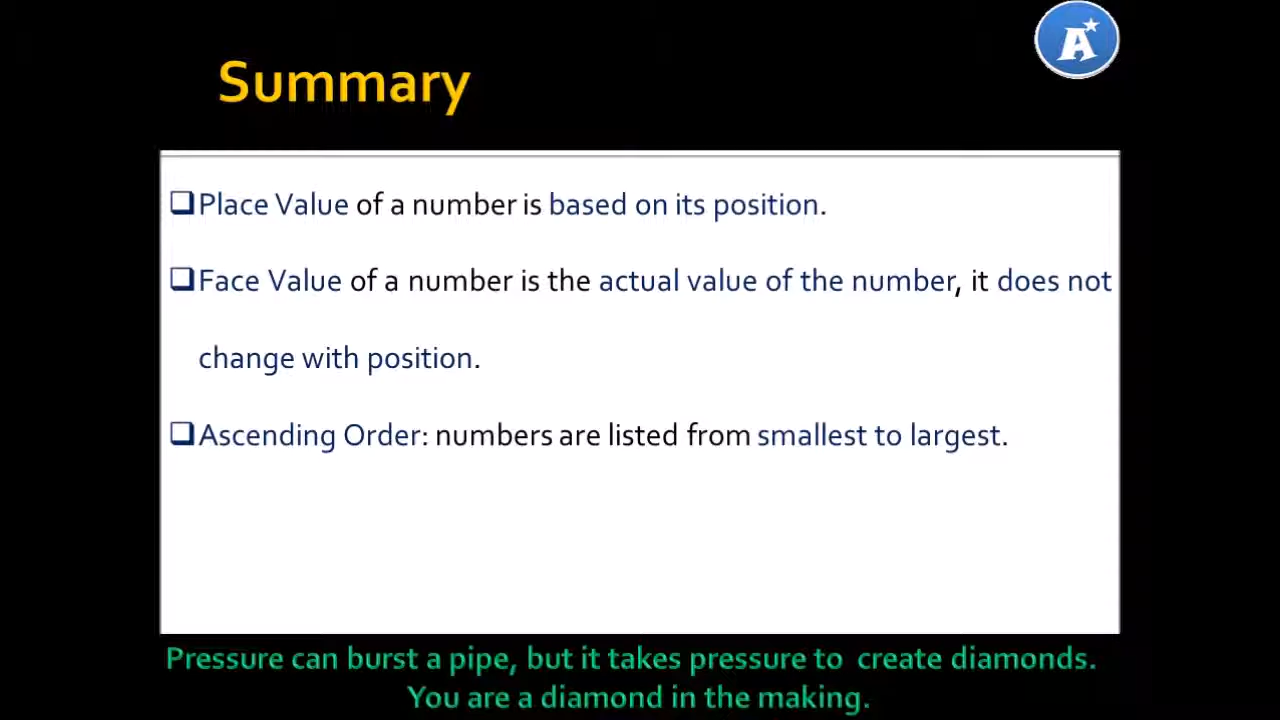 A
Summary
Place Value of a number is based on its position.
Face Value of a number is the actual value of the number, it does not
change with position.
Ascending Order: numbers are listed from smallest to largest.
Pressure can burst a pipe, but it takes pressure to create diamonds.
You are a diamond in the making.